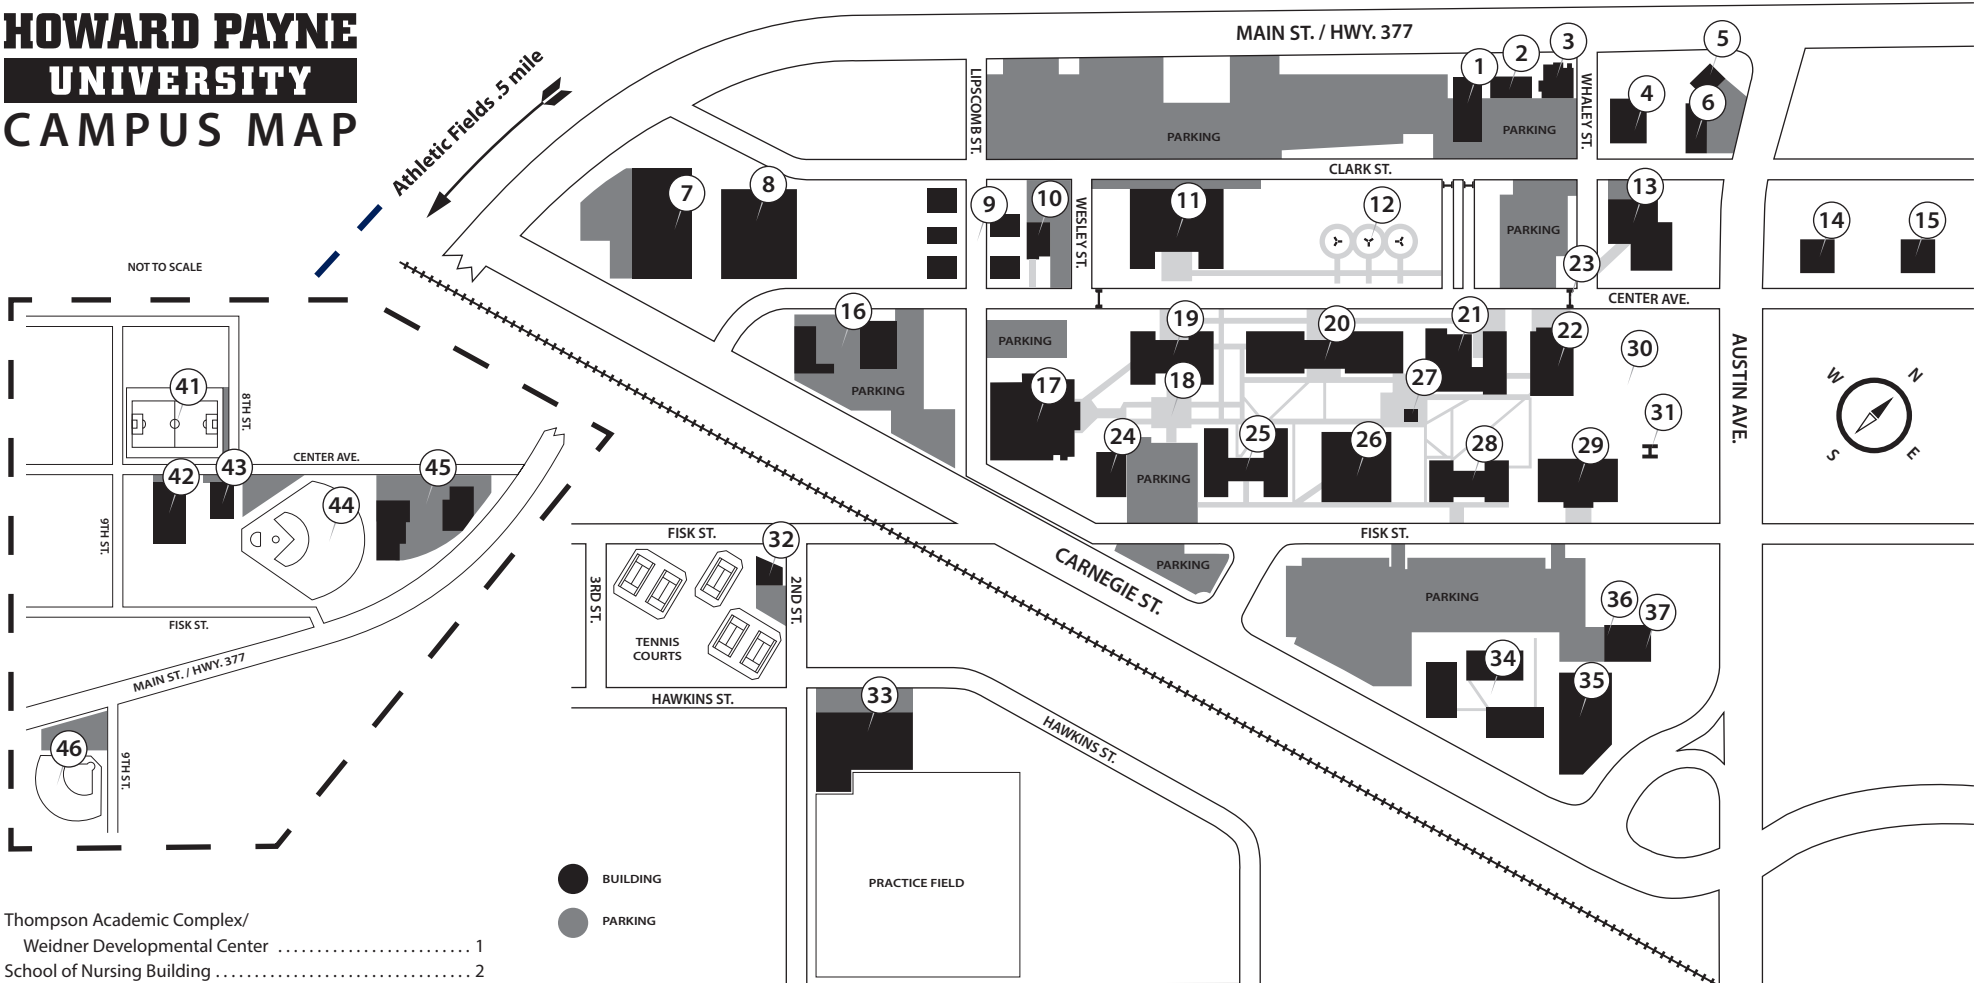 HOWARD PAYNE
UNIVERSITY
CAMPUS MAP
Athletic Fields .5 mile
MAIN ST. / HWY. 377
LIPSCOMB ST.
PARKING
1
2
3
PARKING
WHALEY ST.
4
5
6
CLARK ST.
7
8
9
10
WESLEY ST.
11
12
PARKING
13
14
15
23
CENTER AVE.
NOT TO SCALE
16
PARKING
PARKING
17
18
19
20
21
22
27
30
31
AUSTIN AVE.
W
N
S
E
24
PARKING
25
26
28
29
41
8TH ST.
CENTER AVE.
42
43
44
45
9TH ST.
FISK ST.
MAIN ST. / HWY. 377
46
9TH ST.
FISK ST.
32
3RD ST.
2ND ST.
TENNIS
COURTS
HAWKINS ST.
33
HAWKINS ST.
CARNEGIE ST.
PARKING
FISK ST.
PARKING
34
35
36
37
PRACTICE FIELD
BUILDING
PARKING
Thompson Academic Complex/
Weidner Developmental Center ......................... 1
School of Nursing Building ................................. 2